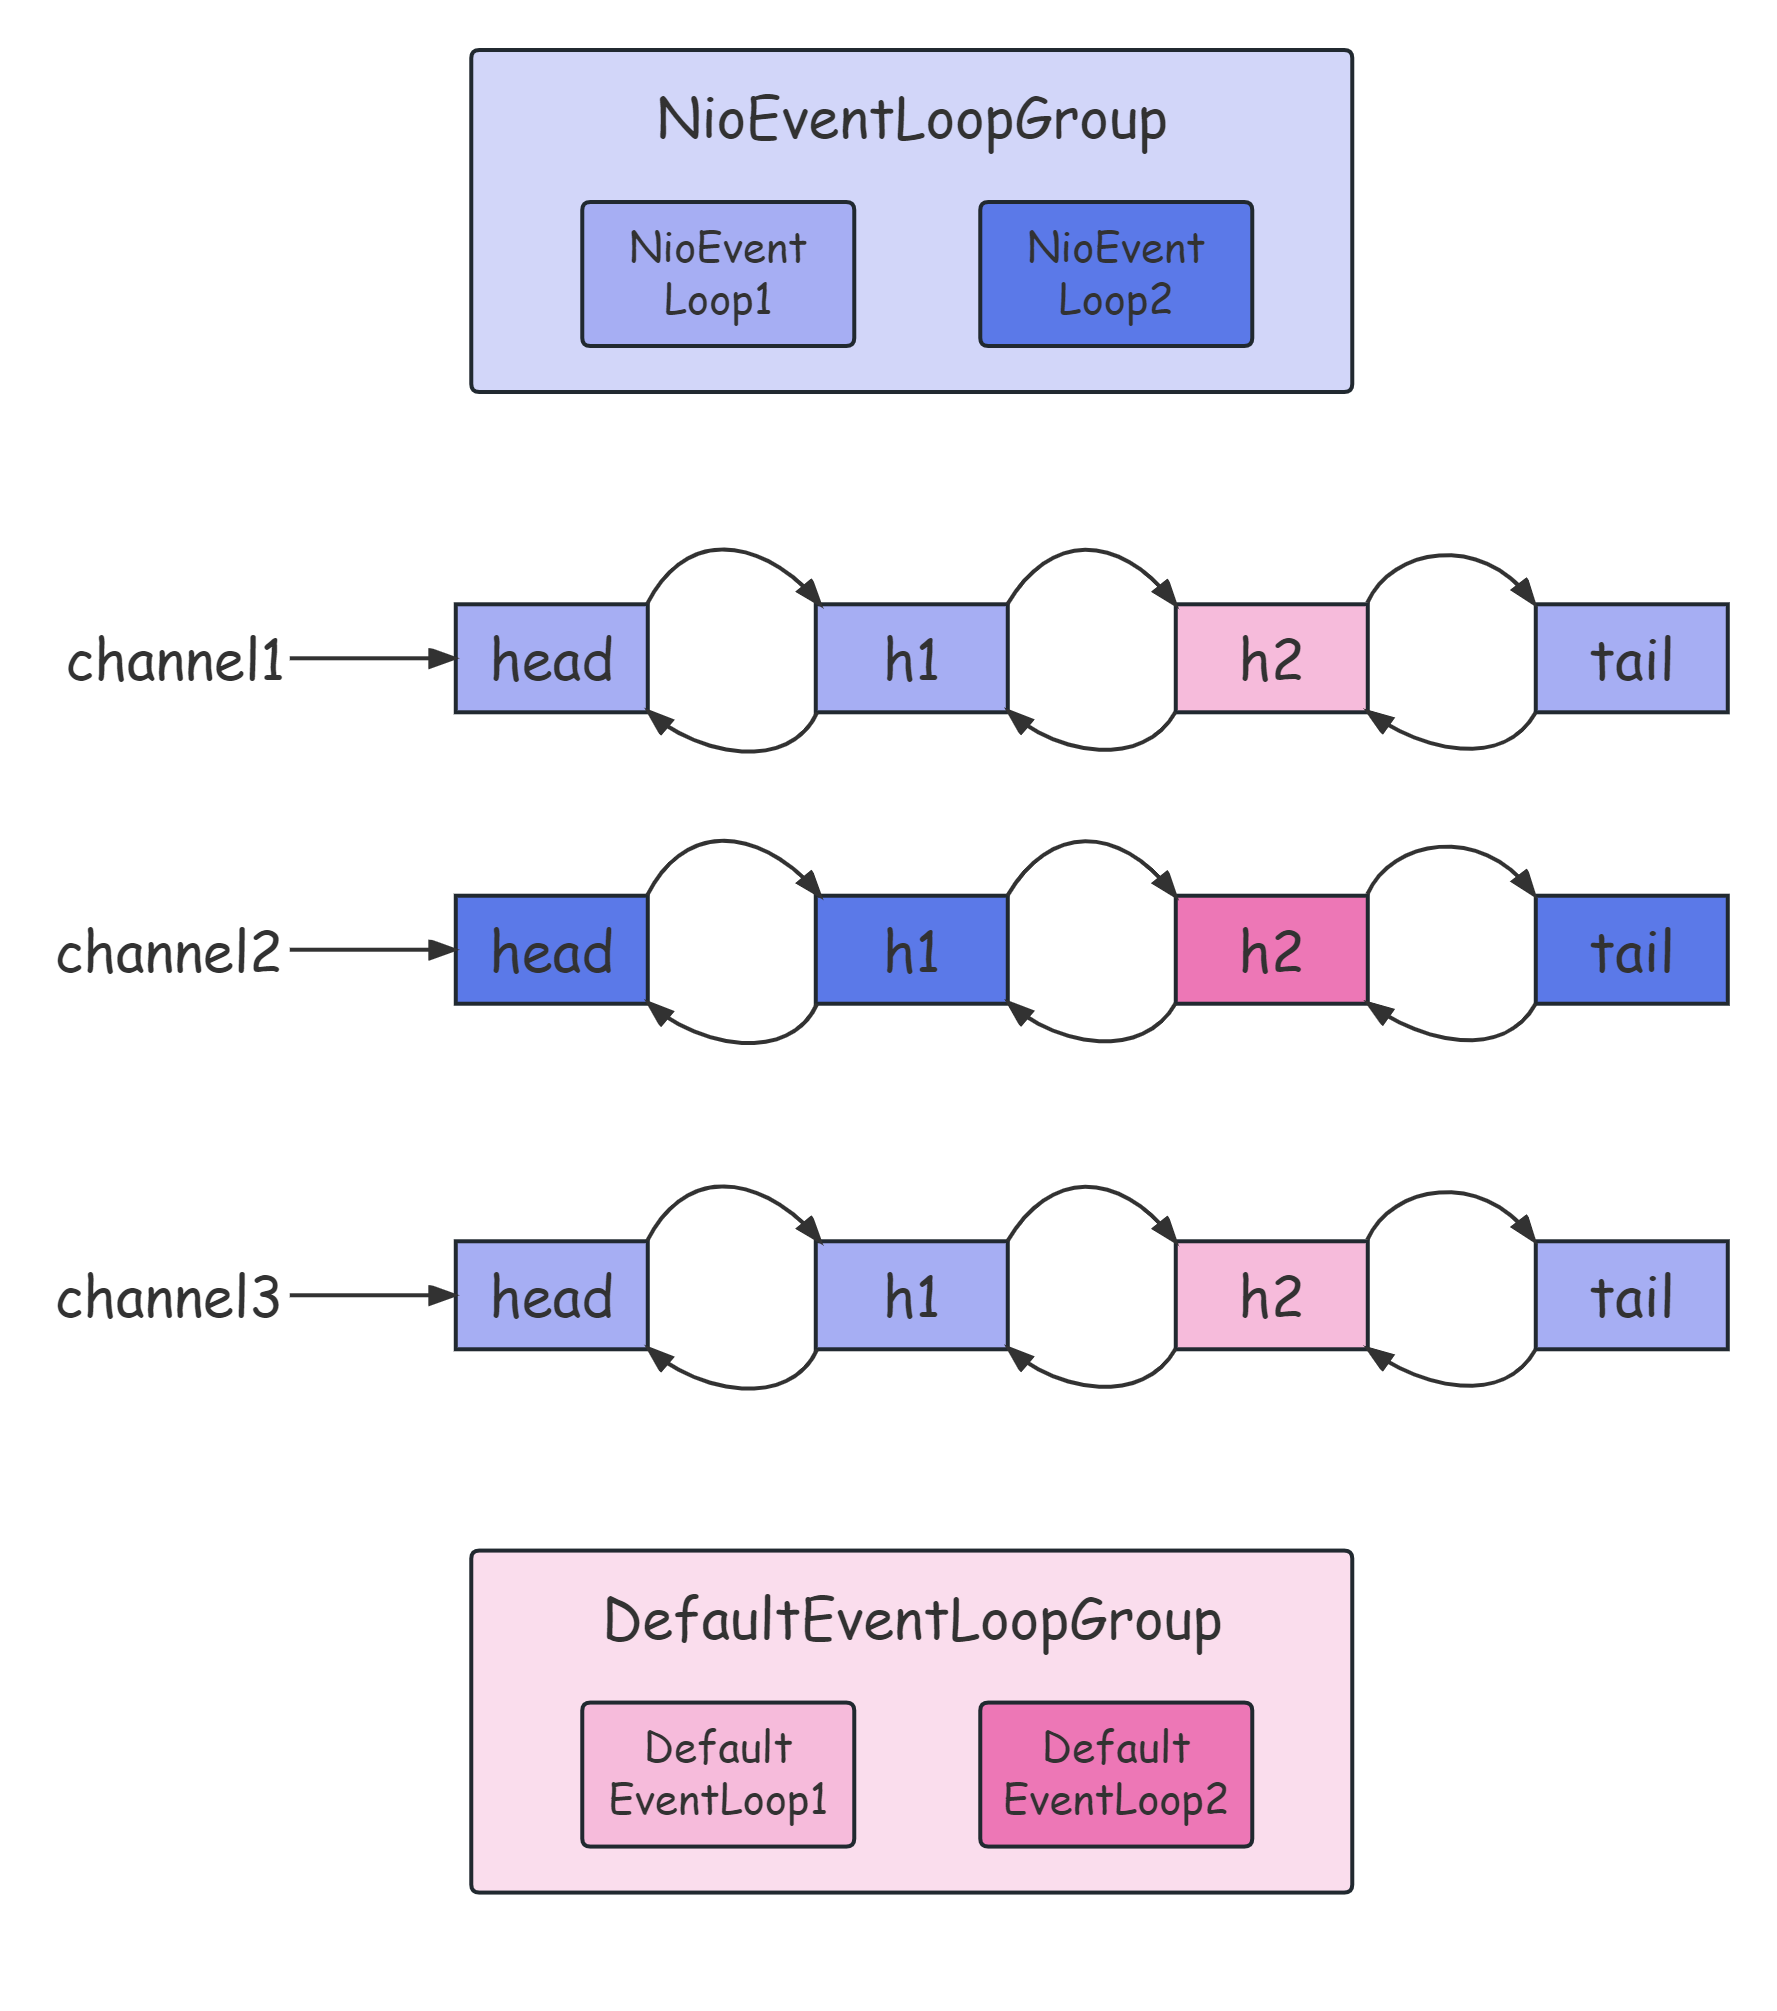 NioEventLoopGroup
NioEvent
Loop1
NioEvent
Loop2
channel1
head
h1
h2
tail
channel2
head
h1
h2
tail
channel3
head
h1
h2
tail
DefaultEventLoopGroup
Default
EventLoop1
Default
EventLoop2